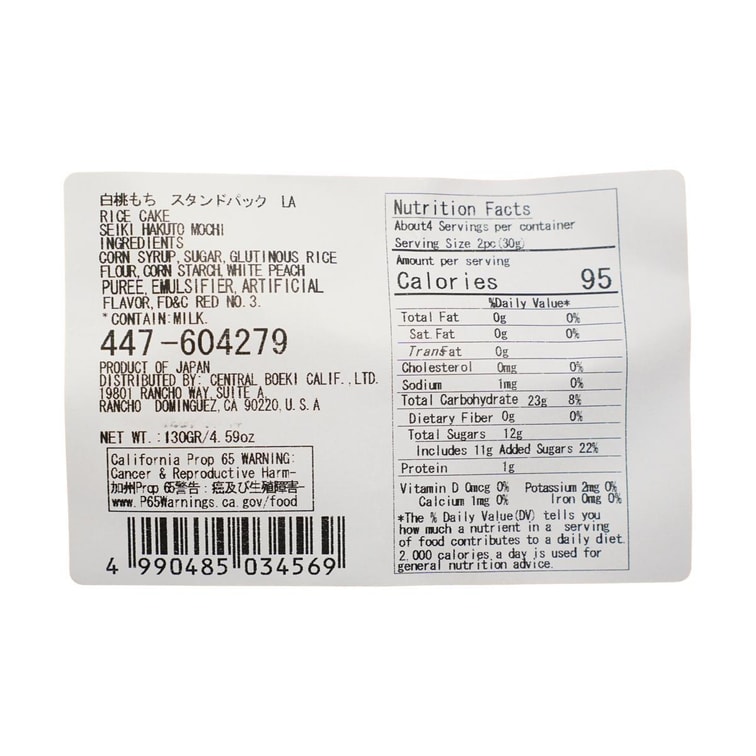 白桃もち スタンドパック LA
RICE CAKE
SEIKI HAKUTO MOCHI
INGREDIENTS
CORN SYRUP, SUGAR, GLUTINOUS RICE
FLOUR, CORN STARCH, WHITE PEACH
PUREE, EMULSIFIER, ARTIFICIAL
FLAVOR, FD&C RED NO. 3.
*CONTAIN: MILK.
447-604279
PRODUCT OF JAPAN
DISTRIBUTED BY: CENTRAL BOEKI CALIF., LTD.
19801 RANCHO WAY, SUITE A,
RANCHO DOMINGUEZ, CA 90220, U.S.A
NET WT.: 130GR/4.59oz
California Prop 65 WARNING:
Cancer & Reproductive Harm-
加州Prop 65警告：癌及び生殖障害-
www.P65Warnings.ca.gov/food
4 990485 034569
Nutrition Facts
About4 Servings per container
Serving Size 2pc(30g)
Amount per serving
Calories 95
%Daily Value*
Total Fat 0g 0%
Sat.Fat 0g 0%
TransFat 0g
Cholesterol 0mg 0%
Sodium 1mg 0%
Total Carbohydrate 23g 8%
Dietary Fiber 0g 0%
Total Sugars 12g
Includes 11g Added Sugars 22%
Protein 1g
Vitamin D 0mcg 0% Potassium 2mg 0%
Calcium 1mg 0% Iron 0mg 0%
*The % Daily Value(DV) tells you
how much a nutrient in a serving
of food contributes to a daily diet.
2,000 calories a day is used for
general nutrition advice.